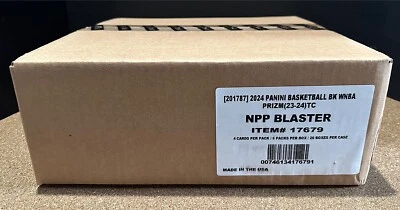 [201787] 2024 PANINI BASKETBALL BK WNBA
PRIZM(23-24)TC
NPP BLASTER
ITEM# 17679
4 CARDS PER PACK / 6 PACKS PER BOX / 20 BOXES PER CASE
MADE IN THE USA
00746134176791